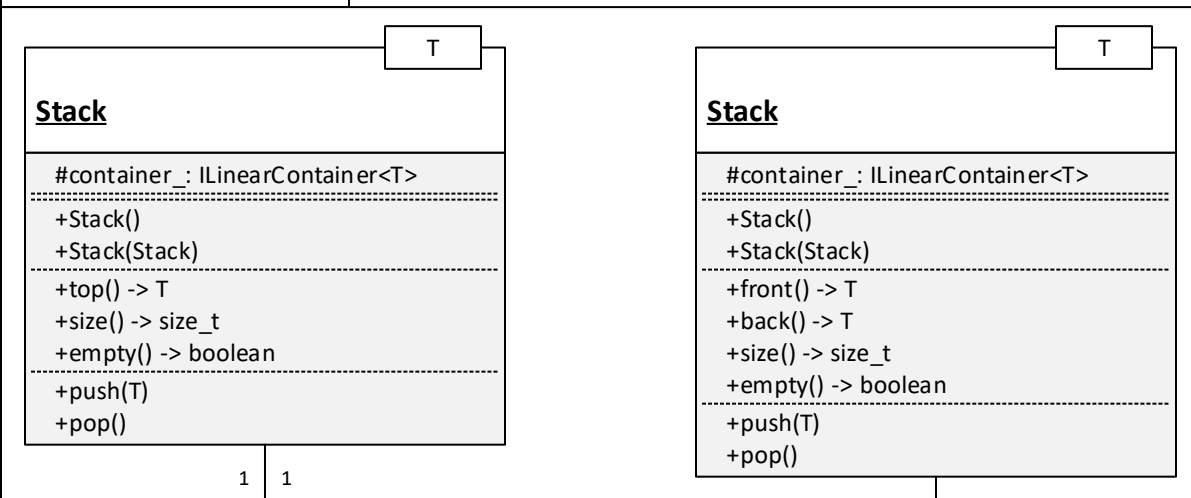 T
Stack
#container_: ILinearContainer<T>
+Stack()
+Stack(Stack)
+top() -> T
+size() -> size_t
+empty() -> boolean
+push(T)
+pop()
1 1
T
Stack
#container_: ILinearContainer<T>
+Stack()
+Stack(Stack)
+front() -> T
+back() -> T
+size() -> size_t
+empty() -> boolean
+push(T)
+pop()